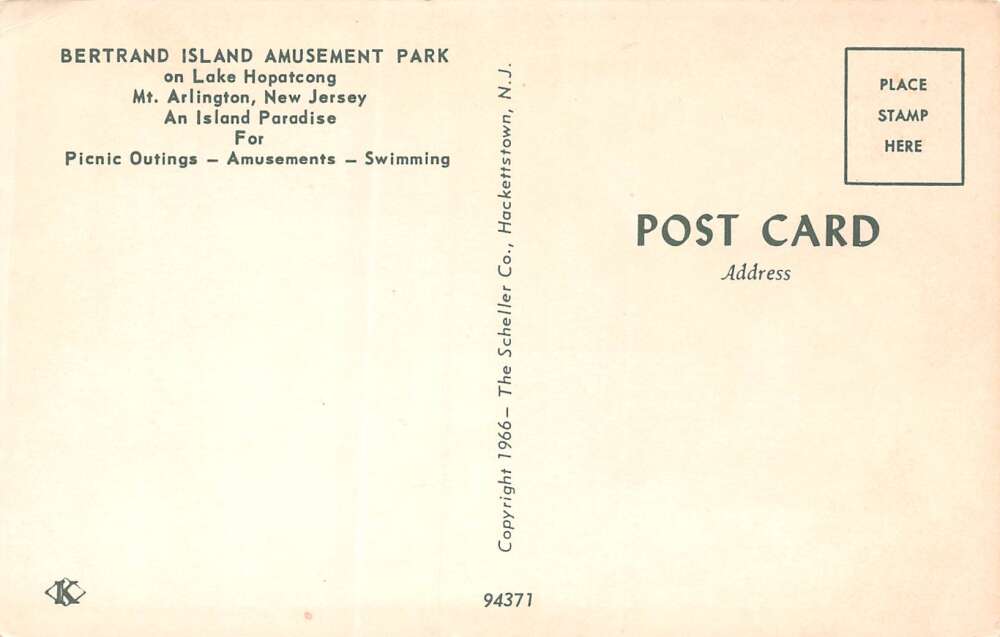 BERTRAND ISLAND AMUSEMENT PARK
on Lake Hopatcong
Mt. Arlington, New Jersey
An Island Paradise
For
Picnic Outings – Amusements – Swimming
Copyright 1966 – The Scheller Co., Hackettstown, N.J.
PLACE
STAMP
HERE
POST CARD
Address
K
94371